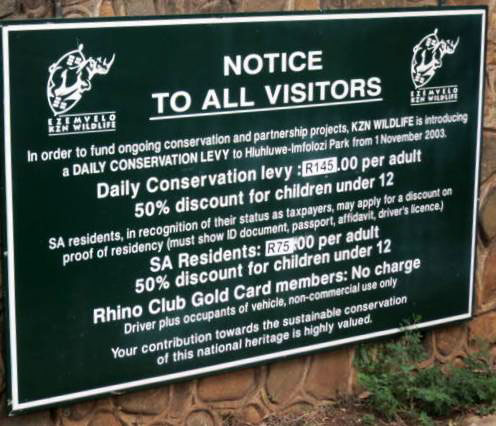 NOTICE
TO ALL VISITORS
EZEMVELO
KZN WILDLIFE
EZEMVELO
KZN WILDLIFE
In order to fund ongoing conservation and partnership projects, KZN WILDLIFE is introducing
a DAILY CONSERVATION LEVY to Hluhluwe-Imfolozi Park from 1 November 2003.
Daily Conservation levy : R145.00 per adult
50% discount for children under 12
SA residents, in recognition of their status as taxpayers, may apply for a discount on
proof of residency (must show ID document, passport, affidavit, driver's licence.)
SA Residents: R75.00 per adult
50% discount for children under 12
Rhino Club Gold Card members: No charge
Driver plus occupants of vehicle, non-commercial use only
Your contribution towards the sustainable conservation
of this national heritage is highly valued.